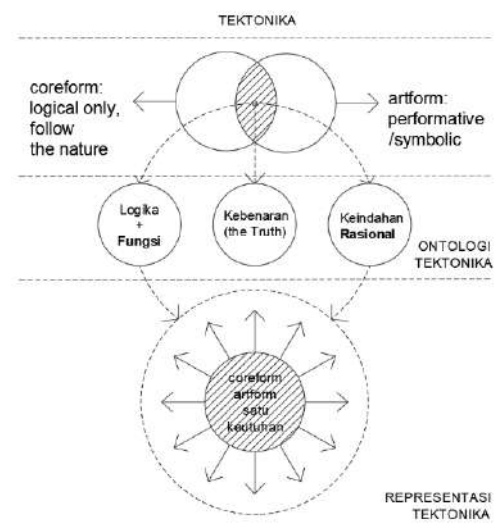 TEKTONIKA
coreform:
logical only,
follow
the nature
artform:
performative
/symbolic
Logika
+
Fungsi
Kebenaran
(the Truth)
Keindahan
Rasional
ONTOLOGI
TEKTONIKA
coreform
artform
satu
keutuhan
REPRESENTASI
TEKTONIKA